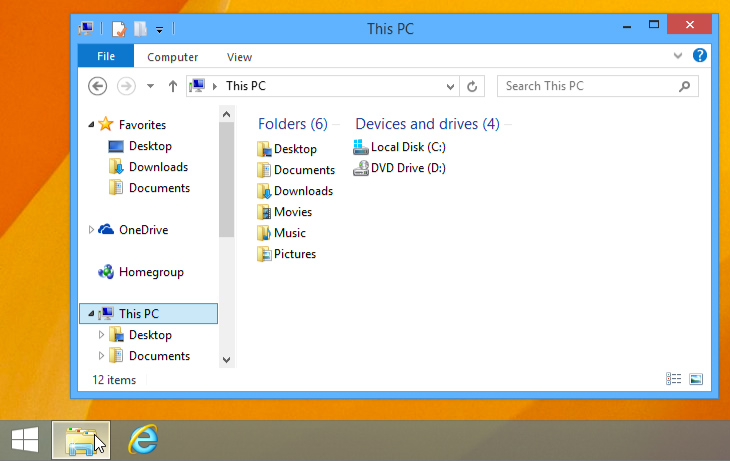 This PC
File Computer View
This PC Search This PC
Favorites
Desktop
Downloads
Documents
OneDrive
Homegroup
This PC
Desktop
Documents
Folders (6)
Desktop
Documents
Downloads
Movies
Music
Pictures
Devices and drives (4)
Local Disk (C:)
DVD Drive (D:)
12 items